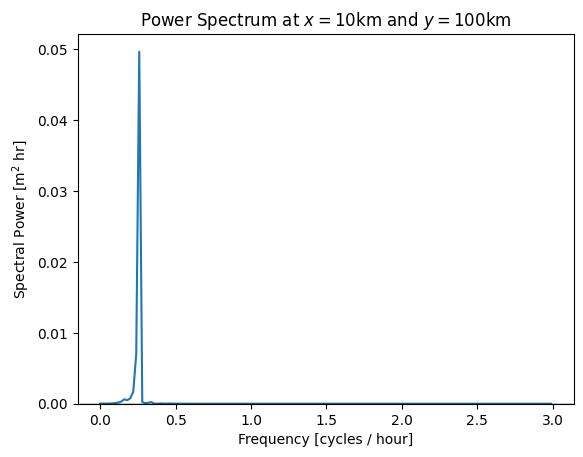 Power Spectrum at x = 10km and y = 100km
Spectral Power [m² hr]
0.05
0.04
0.03
0.02
0.01
0.00
0.0 0.5 1.0 1.5 2.0 2.5 3.0
Frequency [cycles / hour]